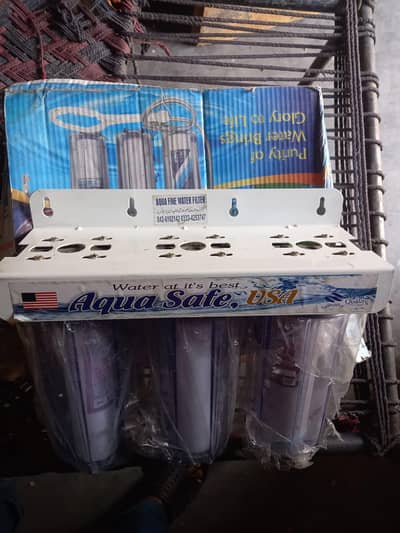 Purity of
Water Brings
Glory to Life
AQUA FINE WATER FILTER
Water at it's best...
Aqua Safe. USA